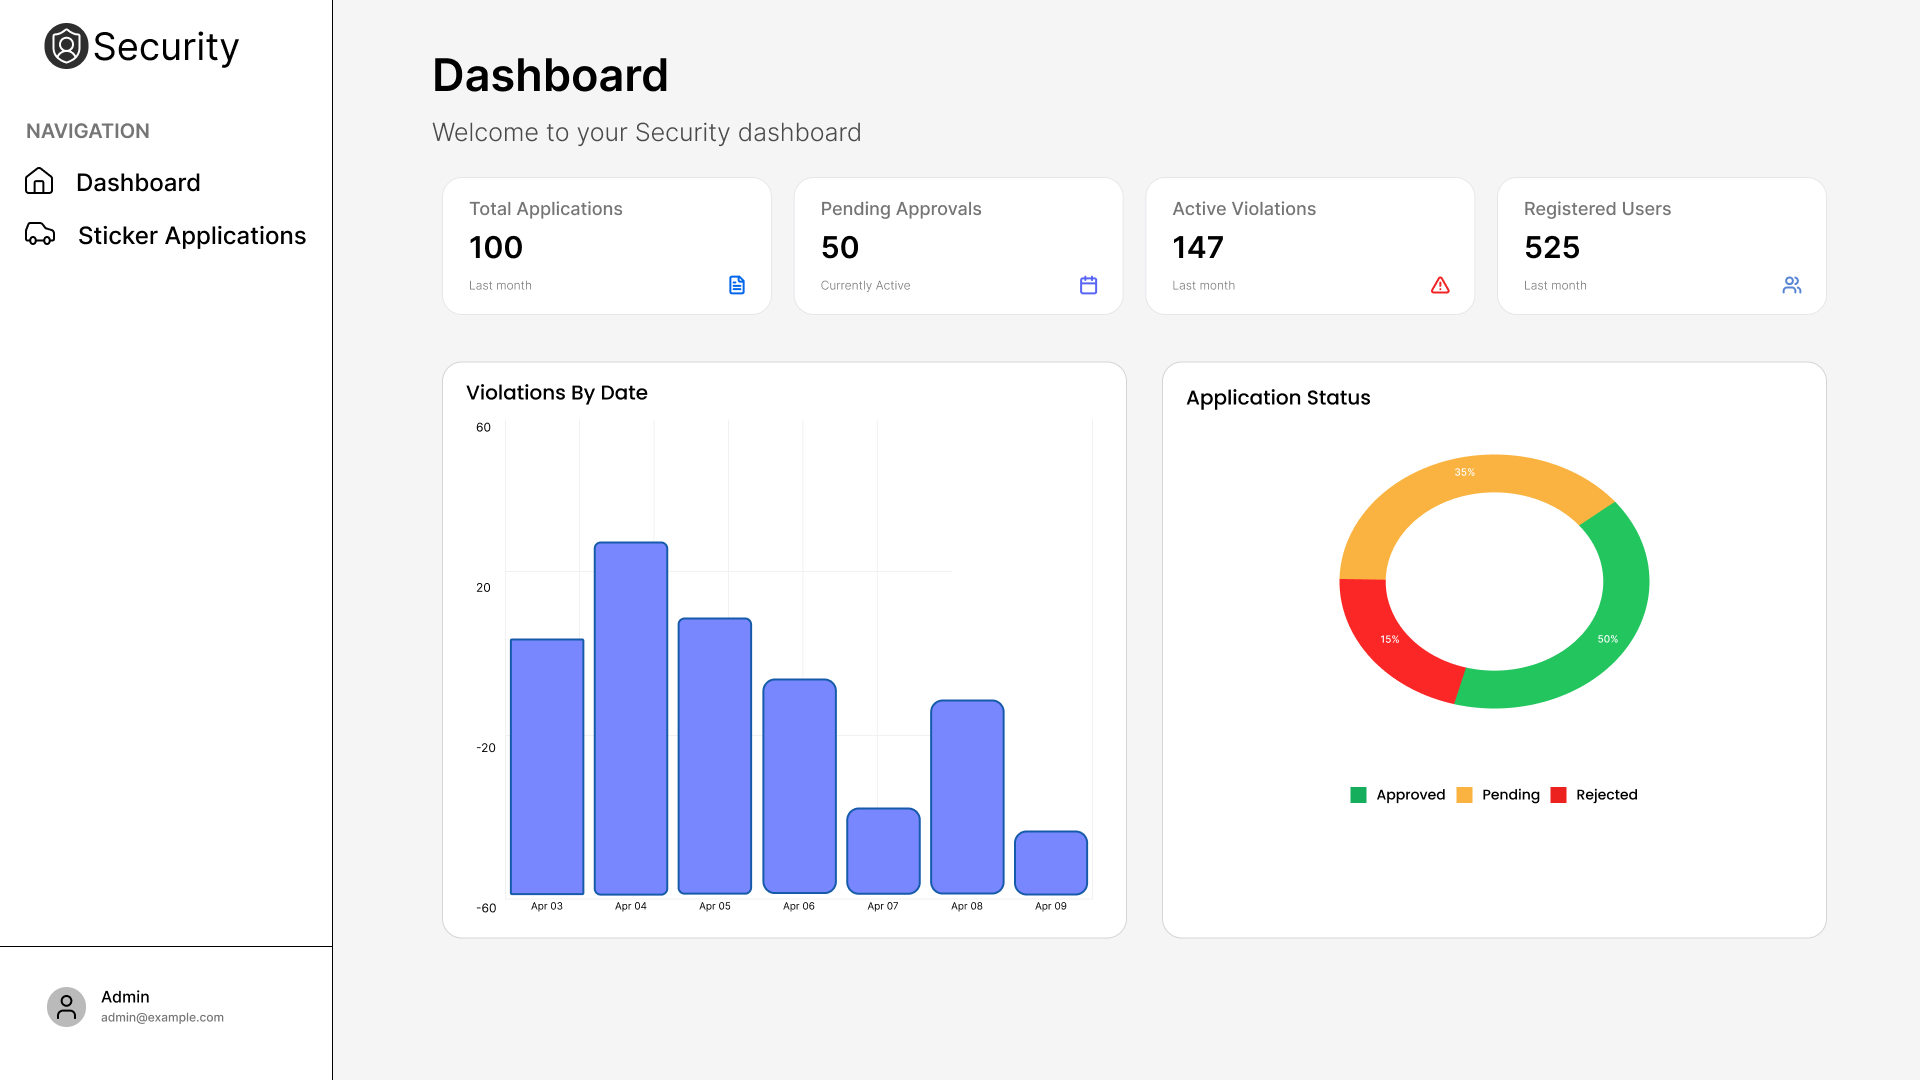 Security
NAVIGATION
Dashboard
Sticker Applications
Admin
admin@example.com
Dashboard
Welcome to your Security dashboard
Total Applications
100
Last month
Pending Approvals
50
Currently Active
Active Violations
147
Last month
Registered Users
525
Last month
Violations By Date
60
20
-20
-60
Apr 03 Apr 04 Apr 05 Apr 06 Apr 07 Apr 08 Apr 09
Application Status
35%
15%
50%
Approved Pending Rejected